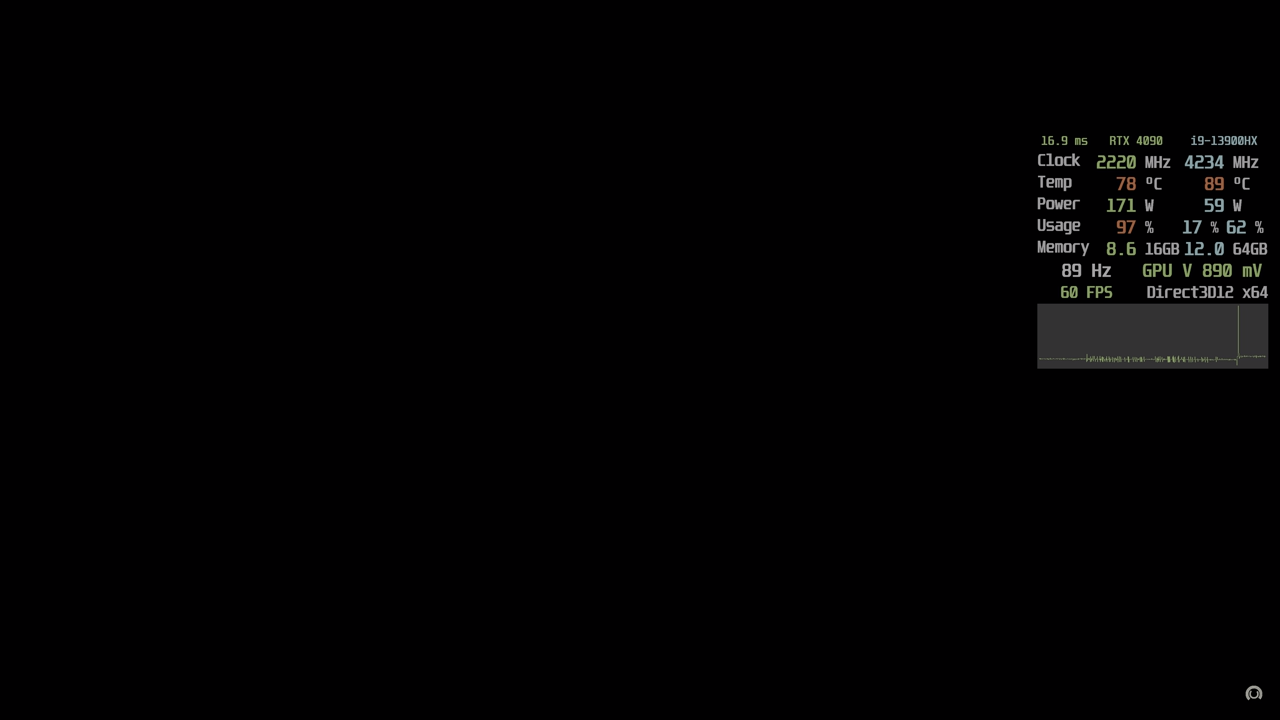 16.9 ms RTX 4090 i9-13900HX
Clock 2220 MHz 4234 MHz
Temp 78 °C 89 °C
Power 171 W 59 W
Usage 97 % 17 % 62 %
Memory 8.6 16GB 12.0 64GB
89 Hz GPU V 890 mV
60 FPS Direct3D12 x64